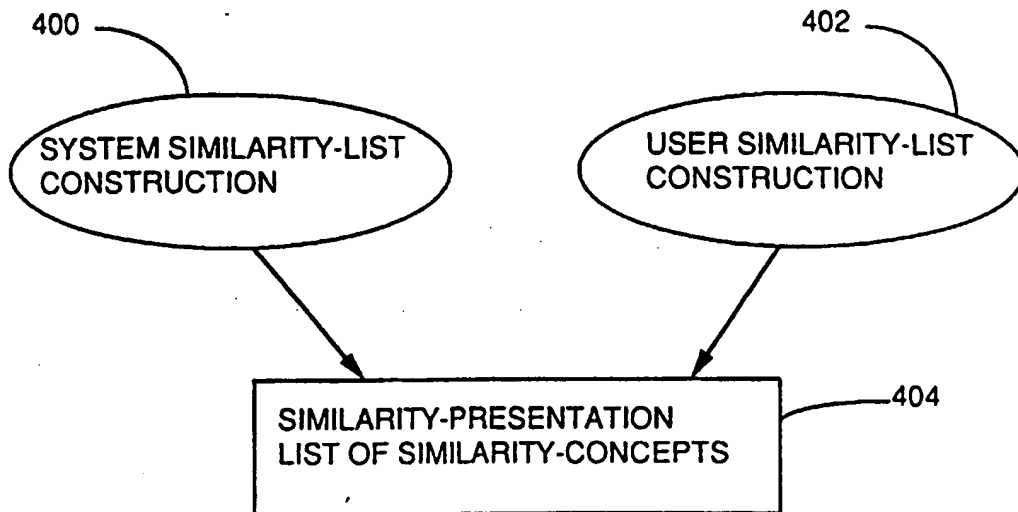 400
402
SYSTEM SIMILARITY-LIST
CONSTRUCTION
USER SIMILARITY-LIST
CONSTRUCTION
SIMILARITY-PRESENTATION
LIST OF SIMILARITY-CONCEPTS
404